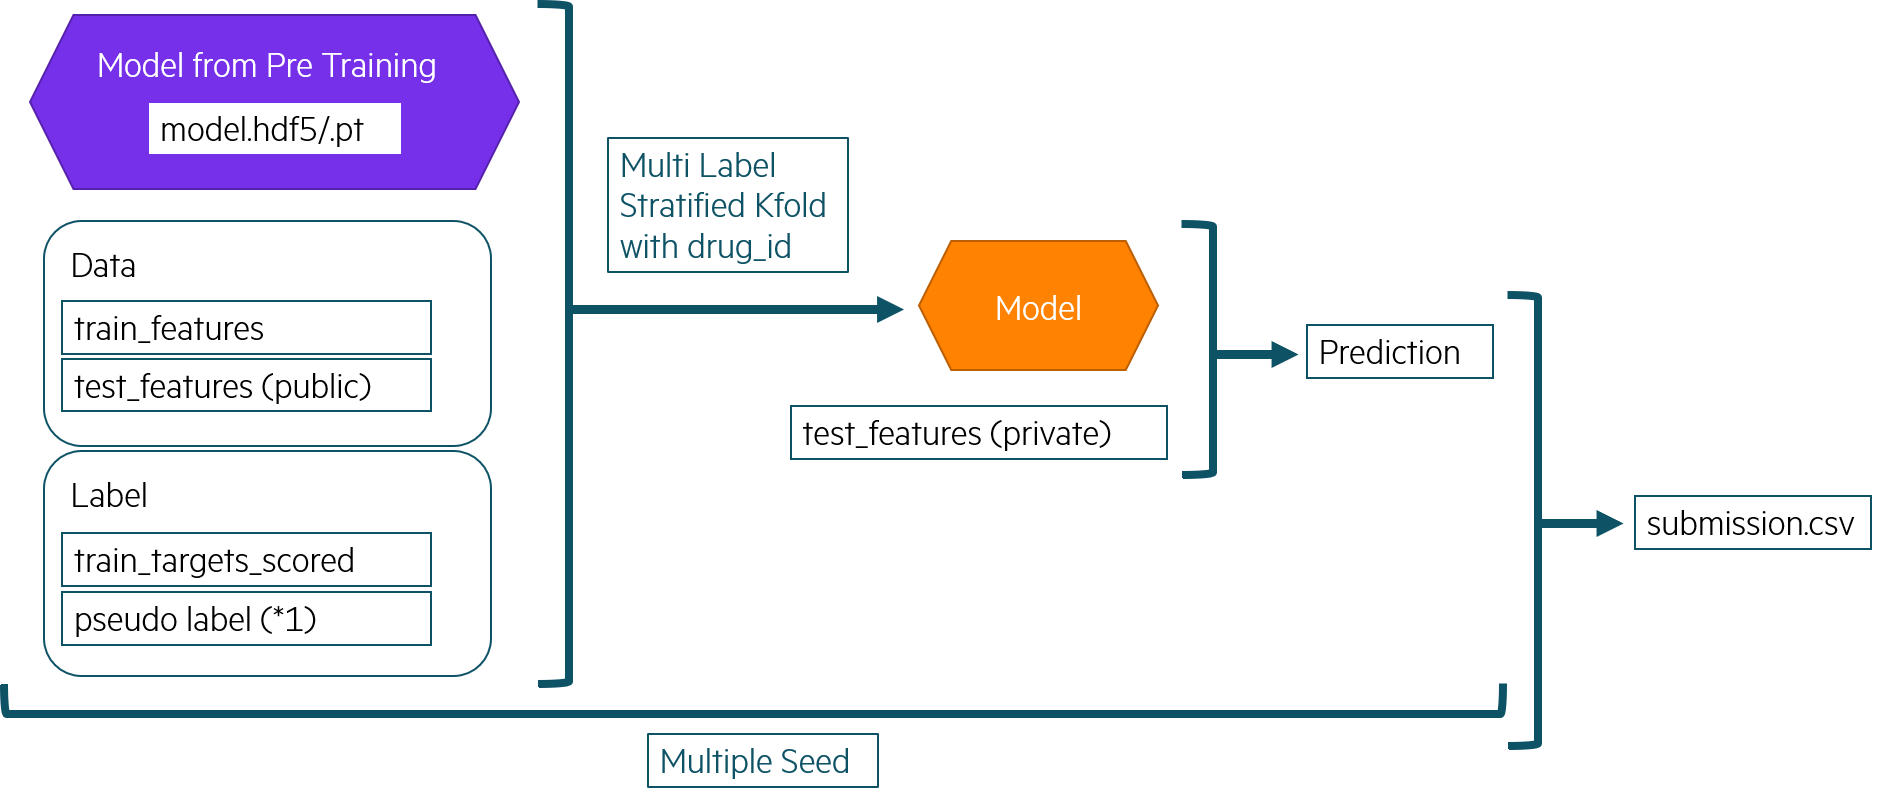 Model from Pre Training
model.hdf5/.pt
Data
train_features
test_features (public)
Label
train_targets_scored
pseudo label (*1)
Multi Label
Stratified Kfold
with drug_id
Model
test_features (private)
Prediction
submission.csv
Multiple Seed